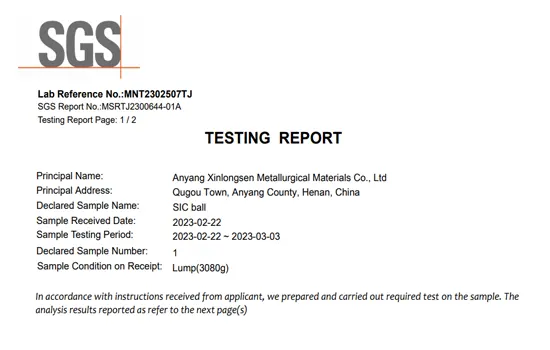 SGS
Lab Reference No.:MNT2302507TJ
SGS Report No.:MSRTJ2300644-01A
Testing Report Page: 1 / 2
TESTING REPORT
Principal Name: Anyang Xinlongsen Metallurgical Materials Co., Ltd
Principal Address: Qugou Town, Anyang County, Henan, China
Declared Sample Name: SIC ball
Sample Received Date: 2023-02-22
Sample Testing Period: 2023-02-22 ~ 2023-03-03
Declared Sample Number: 1
Sample Condition on Receipt: Lump(3080g)
In accordance with instructions received from applicant, we prepared and carried out required test on the sample. The
analysis results reported as refer to the next page(s)